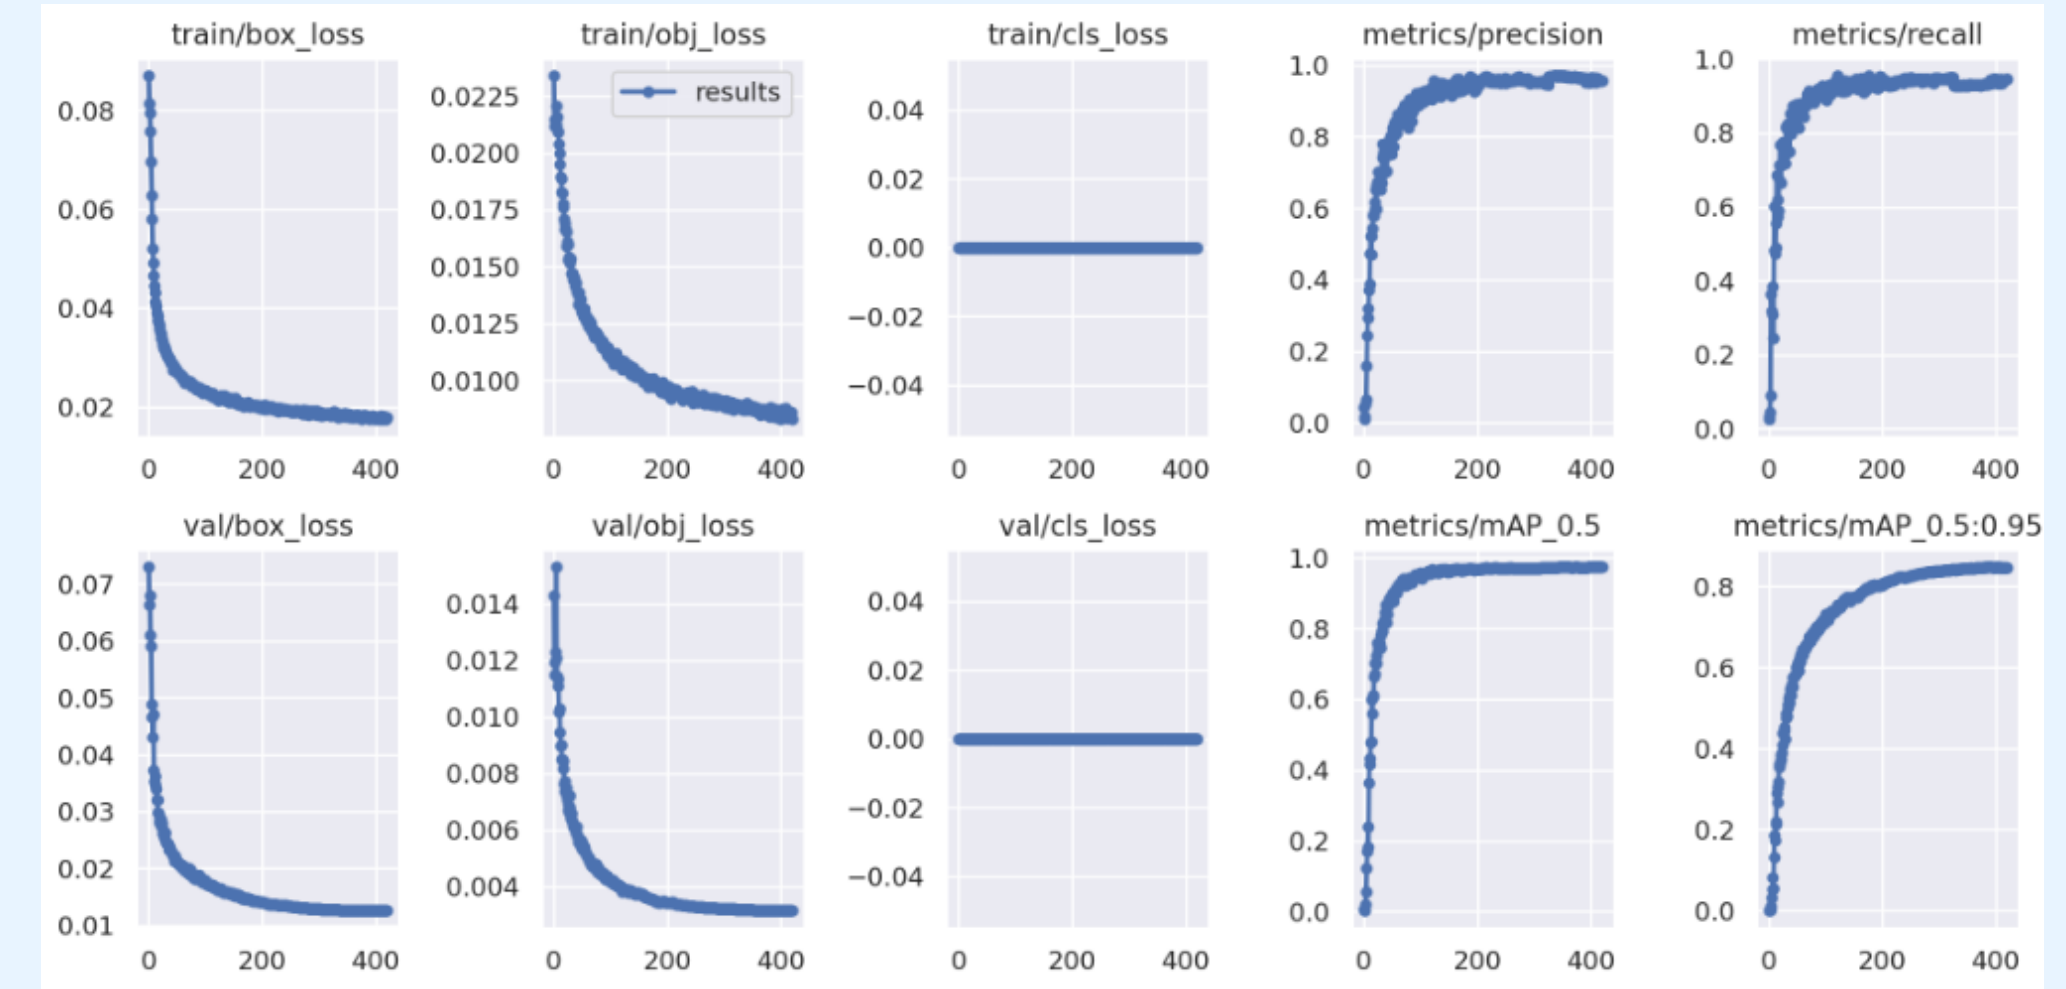 train/box_loss
0.08
0.06
0.04
0.02
0 200 400
train/obj_loss
results
0.0225
0.0200
0.0175
0.0150
0.0125
0.0100
0 200 400
train/cls_loss
0.04
0.02
0.00
−0.02
−0.04
0 200 400
metrics/precision
1.0
0.8
0.6
0.4
0.2
0.0
0 200 400
metrics/recall
1.0
0.8
0.6
0.4
0.2
0.0
0 200 400
val/box_loss
0.07
0.06
0.05
0.04
0.03
0.02
0.01
0 200 400
val/obj_loss
0.014
0.012
0.010
0.008
0.006
0.004
0 200 400
val/cls_loss
0.04
0.02
0.00
−0.02
−0.04
0 200 400
metrics/mAP_0.5
1.0
0.8
0.6
0.4
0.2
0.0
0 200 400
metrics/mAP_0.5:0.95
0.8
0.6
0.4
0.2
0.0
0 200 400